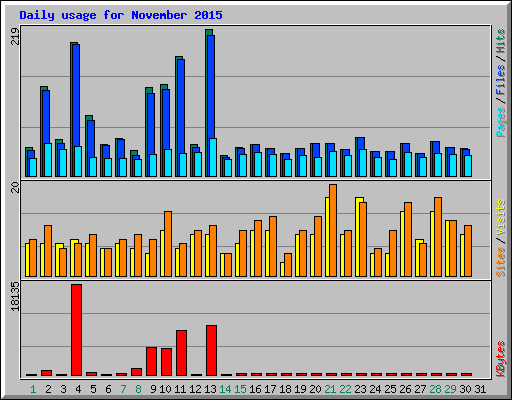 Daily usage for November 2015
219
Pages / Files / Hits
20
Sites / Visits
18135
KBytes
1 2 3 4 5 6 7 8 9 10 11 12 13 14 15 16 17 18 19 20 21 22 23 24 25 26 27 28 29 30 31